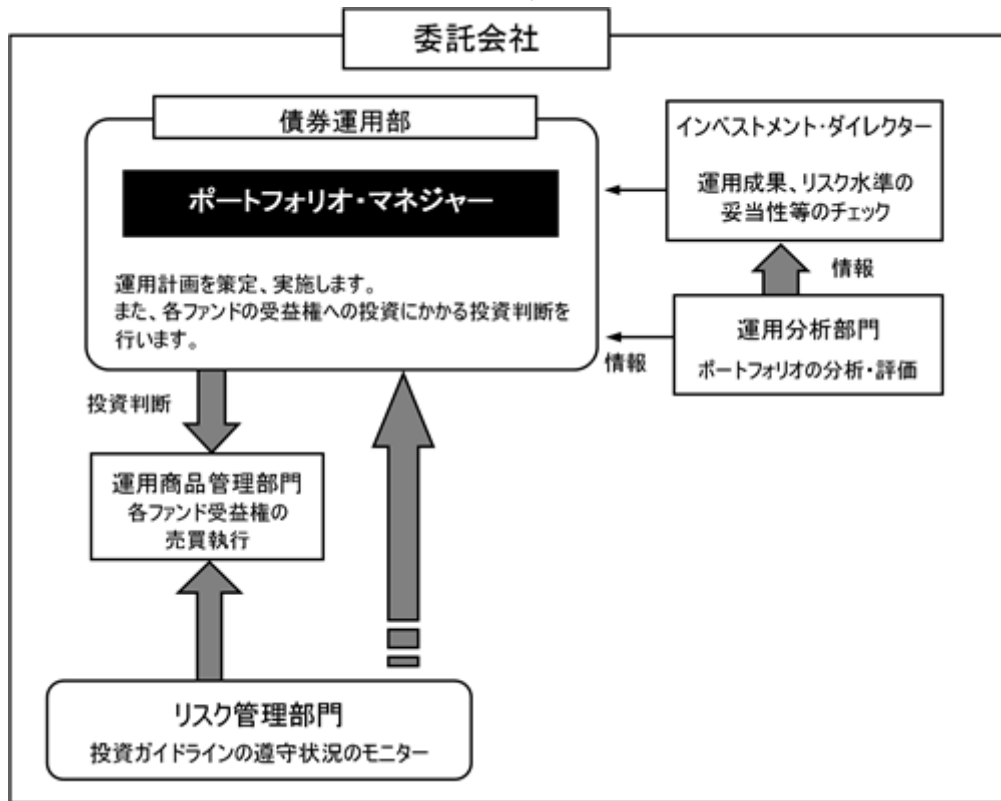 委託会社
債券運用部
ポートフォリオ・マネジャー
運用計画を策定、実施します。
また、各ファンドの受益権への投資にかかる投資判断を
行います。
インベストメント・ダイレクター
運用成果、リスク水準の
妥当性等のチェック
情報
運用分析部門
ポートフォリオの分析・評価
情報
投資判断
運用商品管理部門
各ファンド受益権の
売買執行
リスク管理部門
投資ガイドラインの遵守状況のモニター